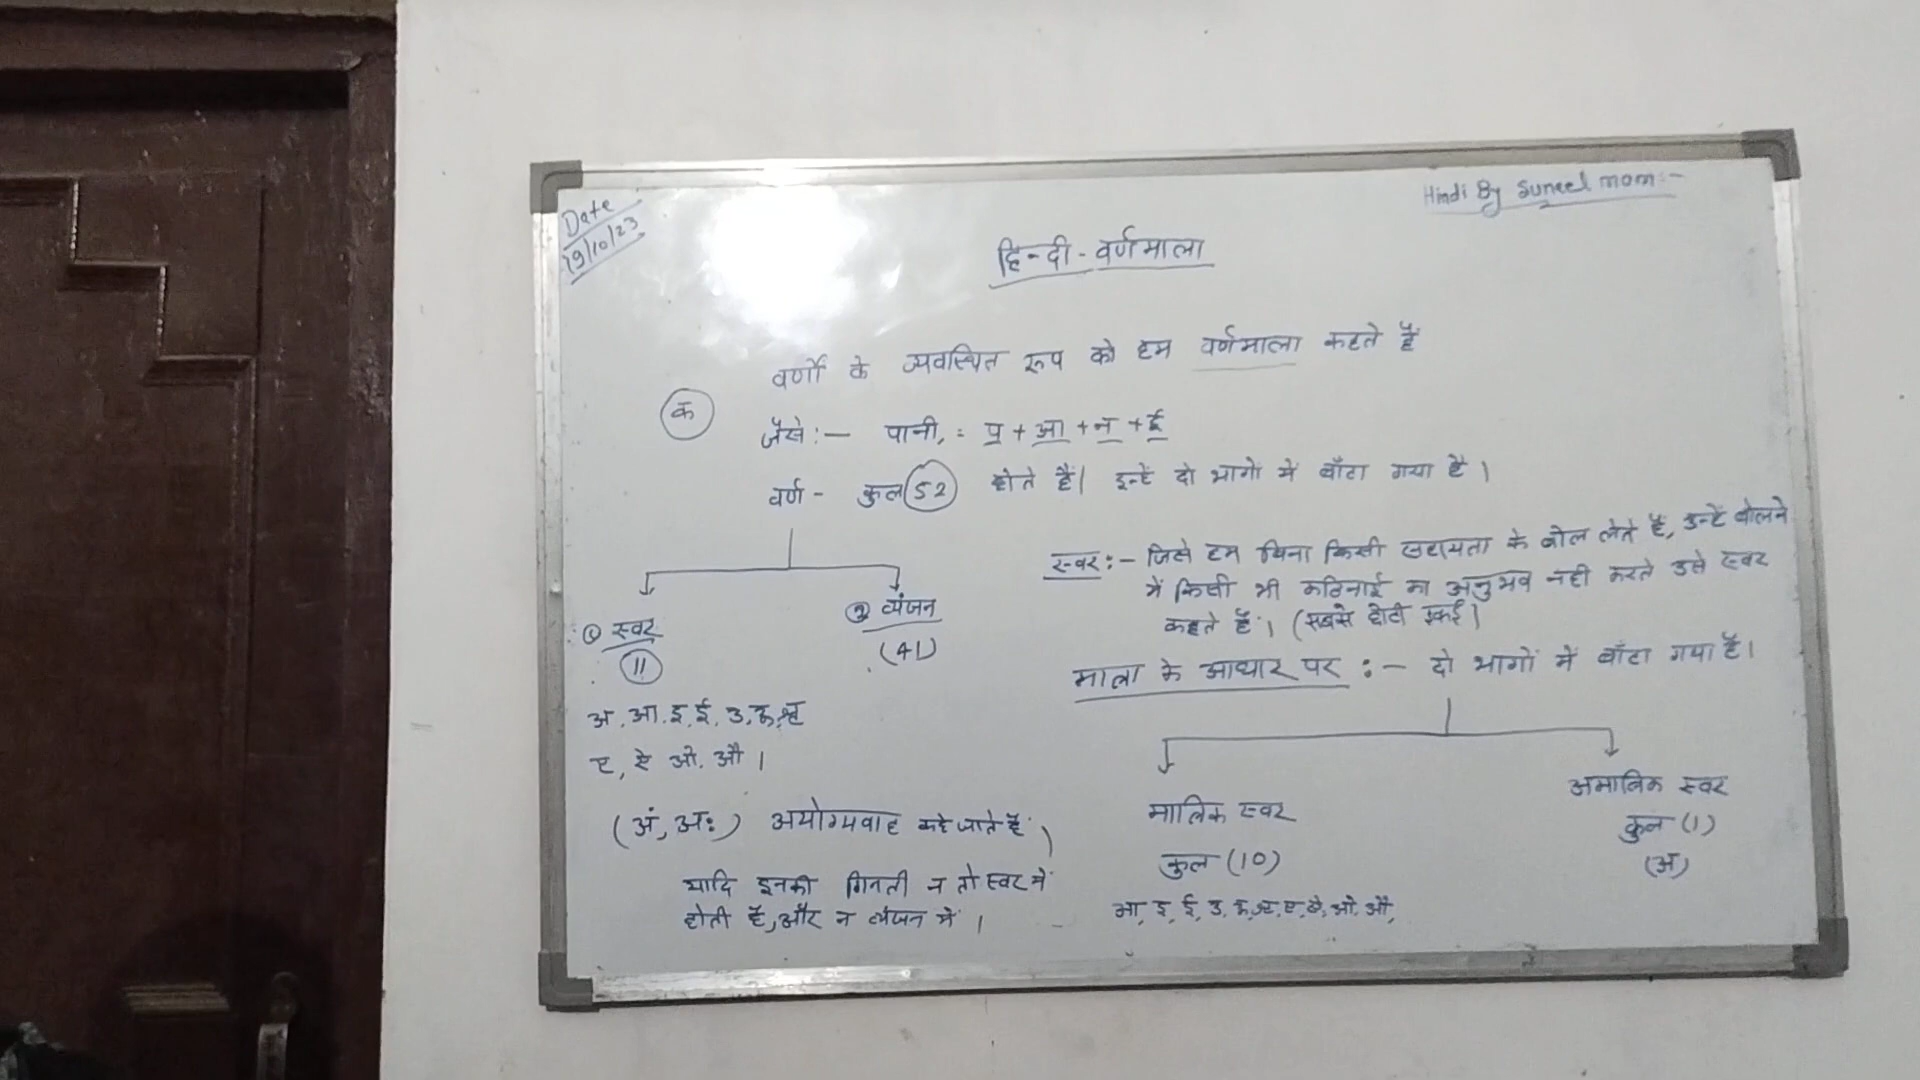 Date
19/10/23
Hindi By Suneel mam:-
हिन्दी-वर्णमाला
वर्णों के व्यवस्थित रूप को हम वर्णमाला कहते हैं
क
जैसे:- पानी, = प् + आ + न् + ई
वर्ण - कुल 52 होते हैं। इन्हें दो भागों में बाँटा गया है।
① स्वर
11
② व्यंजन
(41)
अ. आ. इ. ई. उ. ऊ. ऋ
ए, ऐ ओ. औ।
(अं, अः) अयोग्यवाह कहे जाते हैं।
यादि इनकी गिनती न तो स्वर में
होती है, और न व्यंजन में।
स्वर:- जिसे हम बिना किसी सहायता के बोल लेते हैं, उन्हें बोलने
में किसी भी कठिनाई का अनुभव नही करते उसे स्वर
कहते हैं। (सबसे छोटी इकाई)
मात्रा के आधार पर :- दो भागों में बाँटा गया है।
मात्रिक स्वर
कुल (10)
आ, इ, ई, उ, ऊ, ऋ, ए, ऐ, ओ, औ,
अमात्रिक स्वर
कुल (1)
(अ)